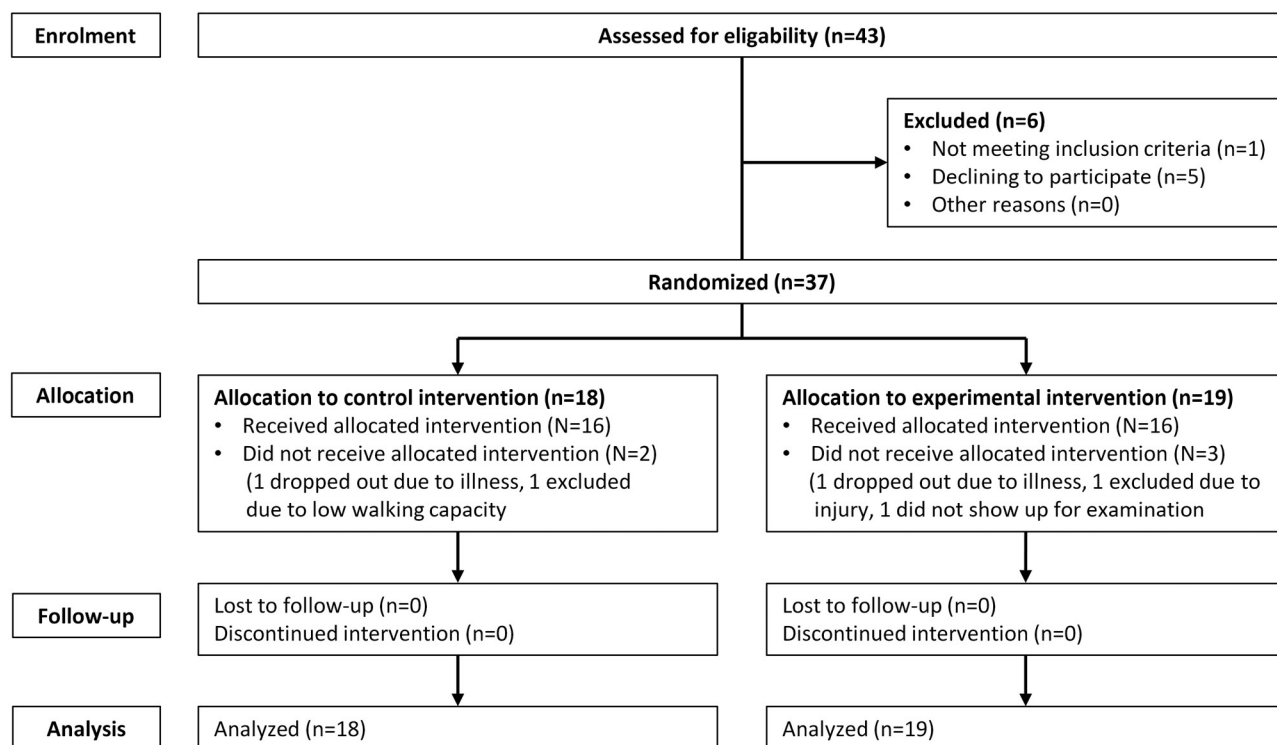 Enrolment
Assessed for eligability (n=43)
Excluded (n=6)
• Not meeting inclusion criteria (n=1)
• Declining to participate (n=5)
• Other reasons (n=0)
Randomized (n=37)
Allocation
Allocation to control intervention (n=18)
• Received allocated intervention (N=16)
• Did not receive allocated intervention (N=2)
(1 dropped out due to illness, 1 excluded
due to low walking capacity
Allocation to experimental intervention (n=19)
• Received allocated intervention (N=16)
• Did not receive allocated intervention (N=3)
(1 dropped out due to illness, 1 excluded due to
injury, 1 did not show up for examination
Follow-up
Lost to follow-up (n=0)
Discontinued intervention (n=0)
Lost to follow-up (n=0)
Discontinued intervention (n=0)
Analysis
Analyzed (n=18)
Analyzed (n=19)